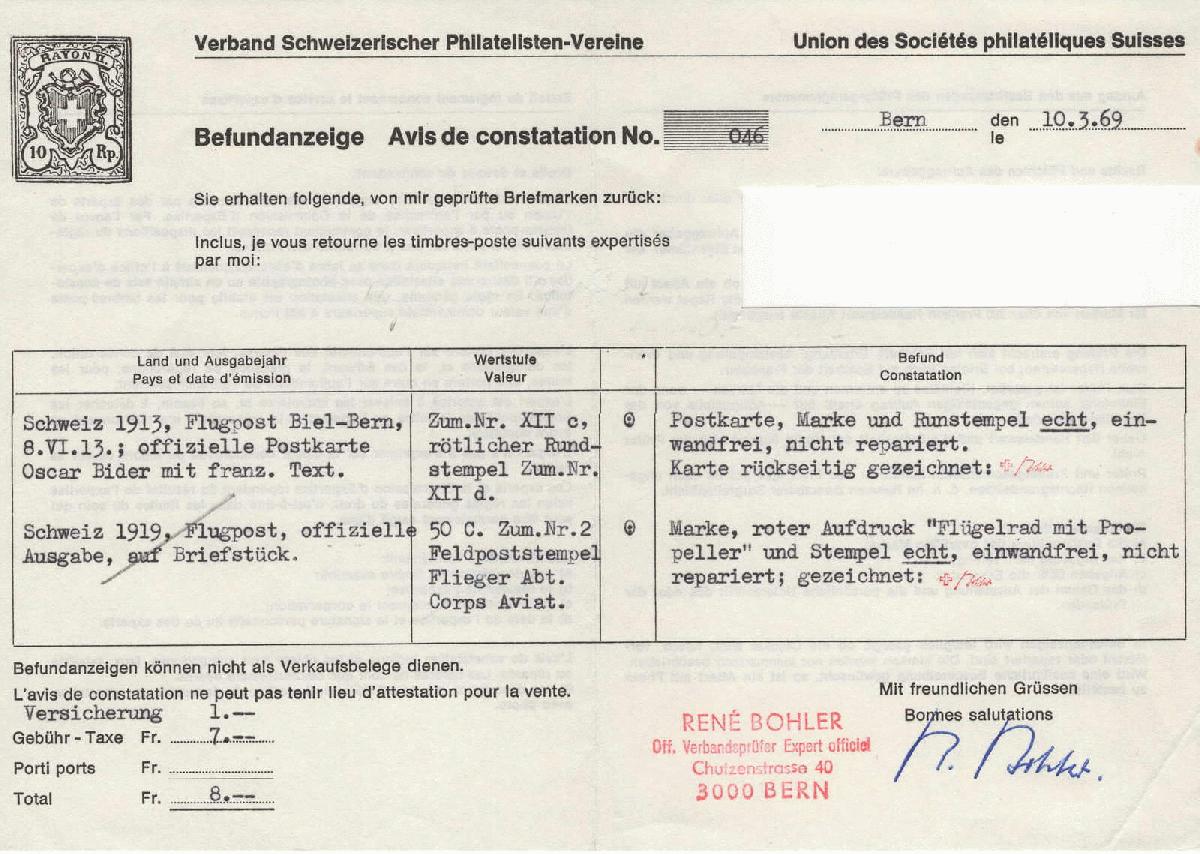 RAYON II.
10 Rp.
Verband Schweizerischer Philatelisten-Vereine
Union des Sociétés philatéliques Suisses
Befundanzeige Avis de constatation No. 046
Bern den 10.3.69
le
Sie erhalten folgende, von mir geprüfte Briefmarken zurück:
Inclus, je vous retourne les timbres-poste suivants expertisés
par moi:
Land und Ausgabejahr
Pays et date d'émission
Wertstufe
Valeur
Befund
Constatation
Schweiz 1913, Flugpost Biel-Bern,
8.VI.13.; offizielle Postkarte
Oscar Bider mit franz. Text.
Zum.Nr. XII c,
rötlicher Rund-
stempel Zum.Nr.
XII d.
Postkarte, Marke und Runstempel echt, ein-
wandfrei, nicht repariert.
Karte rückseitig gezeichnet:
Schweiz 1919, Flugpost, offizielle
Ausgabe, auf Briefstück.
50 C. Zum.Nr.2
Feldpoststempel
Flieger Abt.
Corps Aviat.
Marke, roter Aufdruck "Flügelrad mit Pro-
peller" und Stempel echt, einwandfrei, nicht
repariert; gezeichnet:
Befundanzeigen können nicht als Verkaufsbelege dienen.
L'avis de constatation ne peut pas tenir lieu d'attestation pour la vente.
Versicherung 1.--
Gebühr - Taxe Fr. 7.--
Porti ports Fr.
Total Fr. 8.--
RENÉ BOHLER
Off. Verbandsprüfer Expert officiel
Chutzenstrasse 40
3000 BERN
Mit freundlichen Grüssen
Bonnes salutations
R. Bohler.